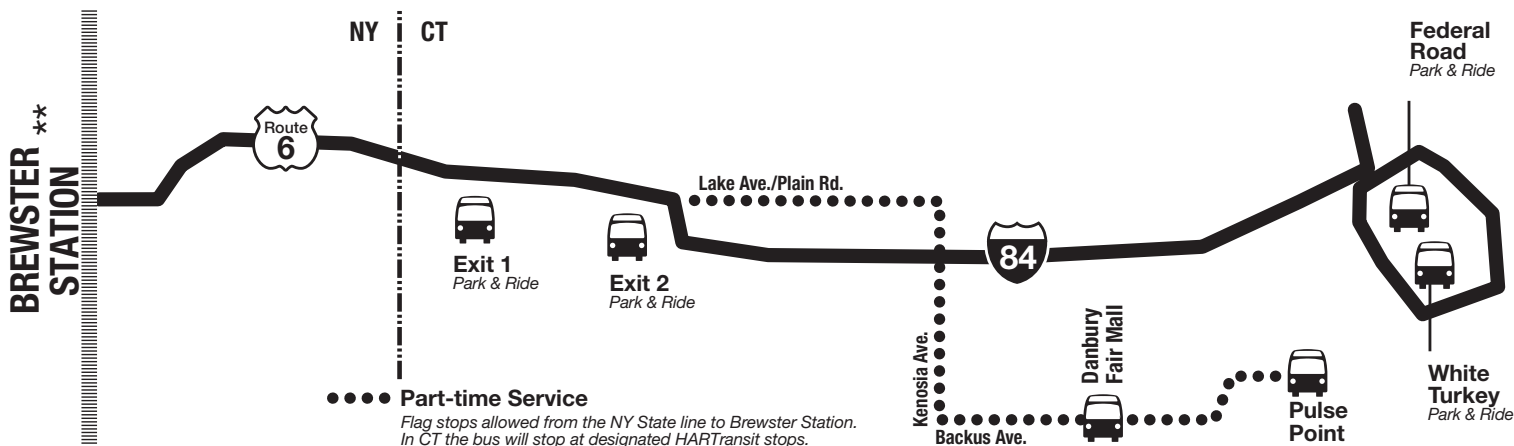 NY
CT
Federal
Road
Park & Ride
BREWSTER **
STATION
Route
6
Lake Ave./Plain Rd.
84
Exit 1
Park & Ride
Exit 2
Park & Ride
Kenosia Ave.
Danbury
Fair Mall
White
Turkey
Park & Ride
Part-time Service
Flag stops allowed from the NY State line to Brewster Station.
In CT the bus will stop at designated HARTransit stops.
Backus Ave.
Pulse
Point